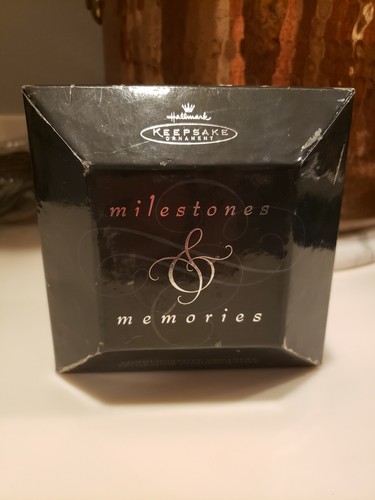 Hallmark
KEEPSAKE
ORNAMENT
milestones
&
memories